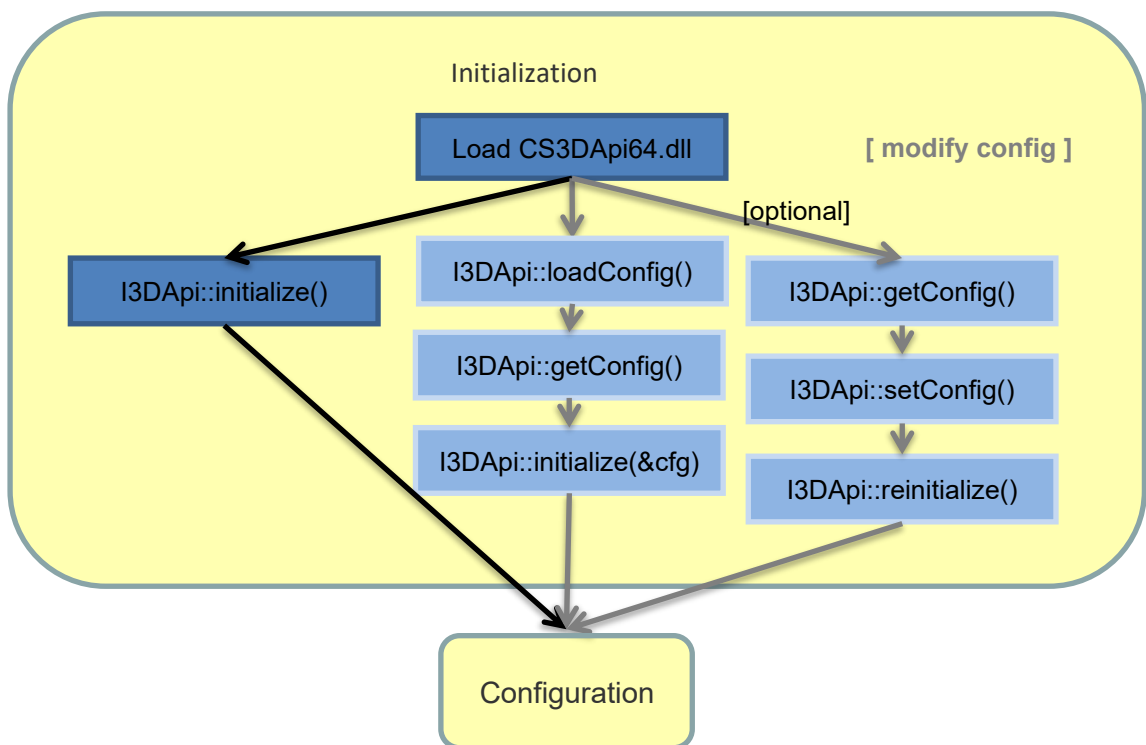 Initialization
Load CS3DApi64.dll
[ modify config ]
[optional]
I3DApi::initialize()
I3DApi::loadConfig()
I3DApi::getConfig()
I3DApi::getConfig()
I3DApi::setConfig()
I3DApi::initialize(&cfg)
I3DApi::reinitialize()
Configuration